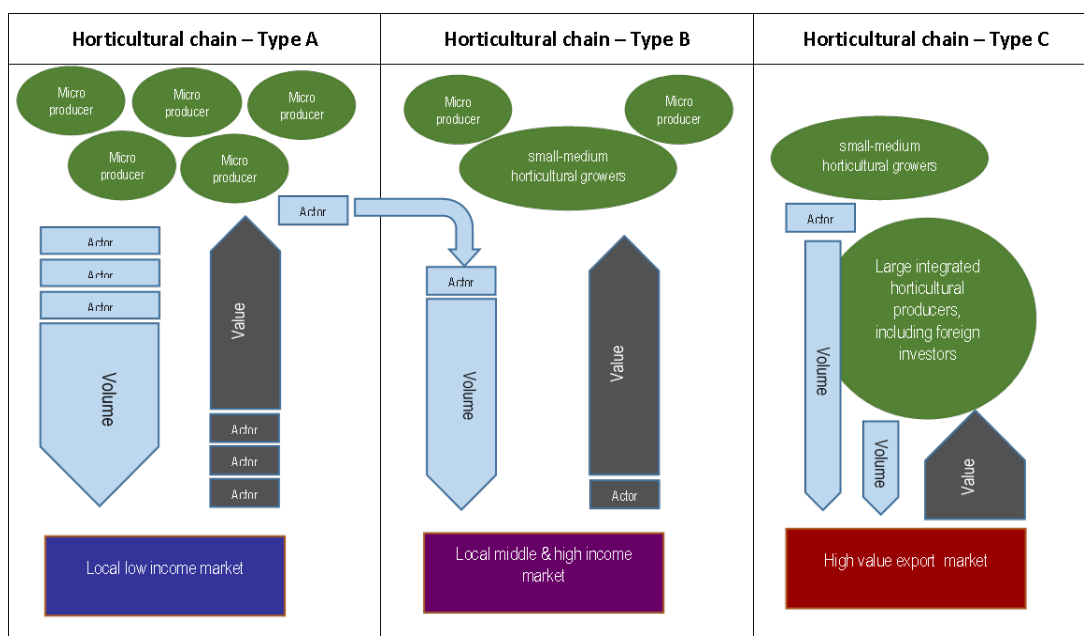 Horticultural chain – Type A
Micro
producer
Micro
producer
Micro
producer
Micro
producer
Micro
producer
Actor
Actor
Actor
Actor
Volume
Value
Actor
Actor
Actor
Local low income market
Horticultural chain – Type B
Micro
producer
Micro
producer
small-medium
horticultural growers
Actor
Volume
Value
Actor
Local middle & high income
market
Horticultural chain – Type C
small-medium
horticultural growers
Actor
Large integrated
horticultural
producers,
including foreign
investors
Volume
Volume
Value
High value export market